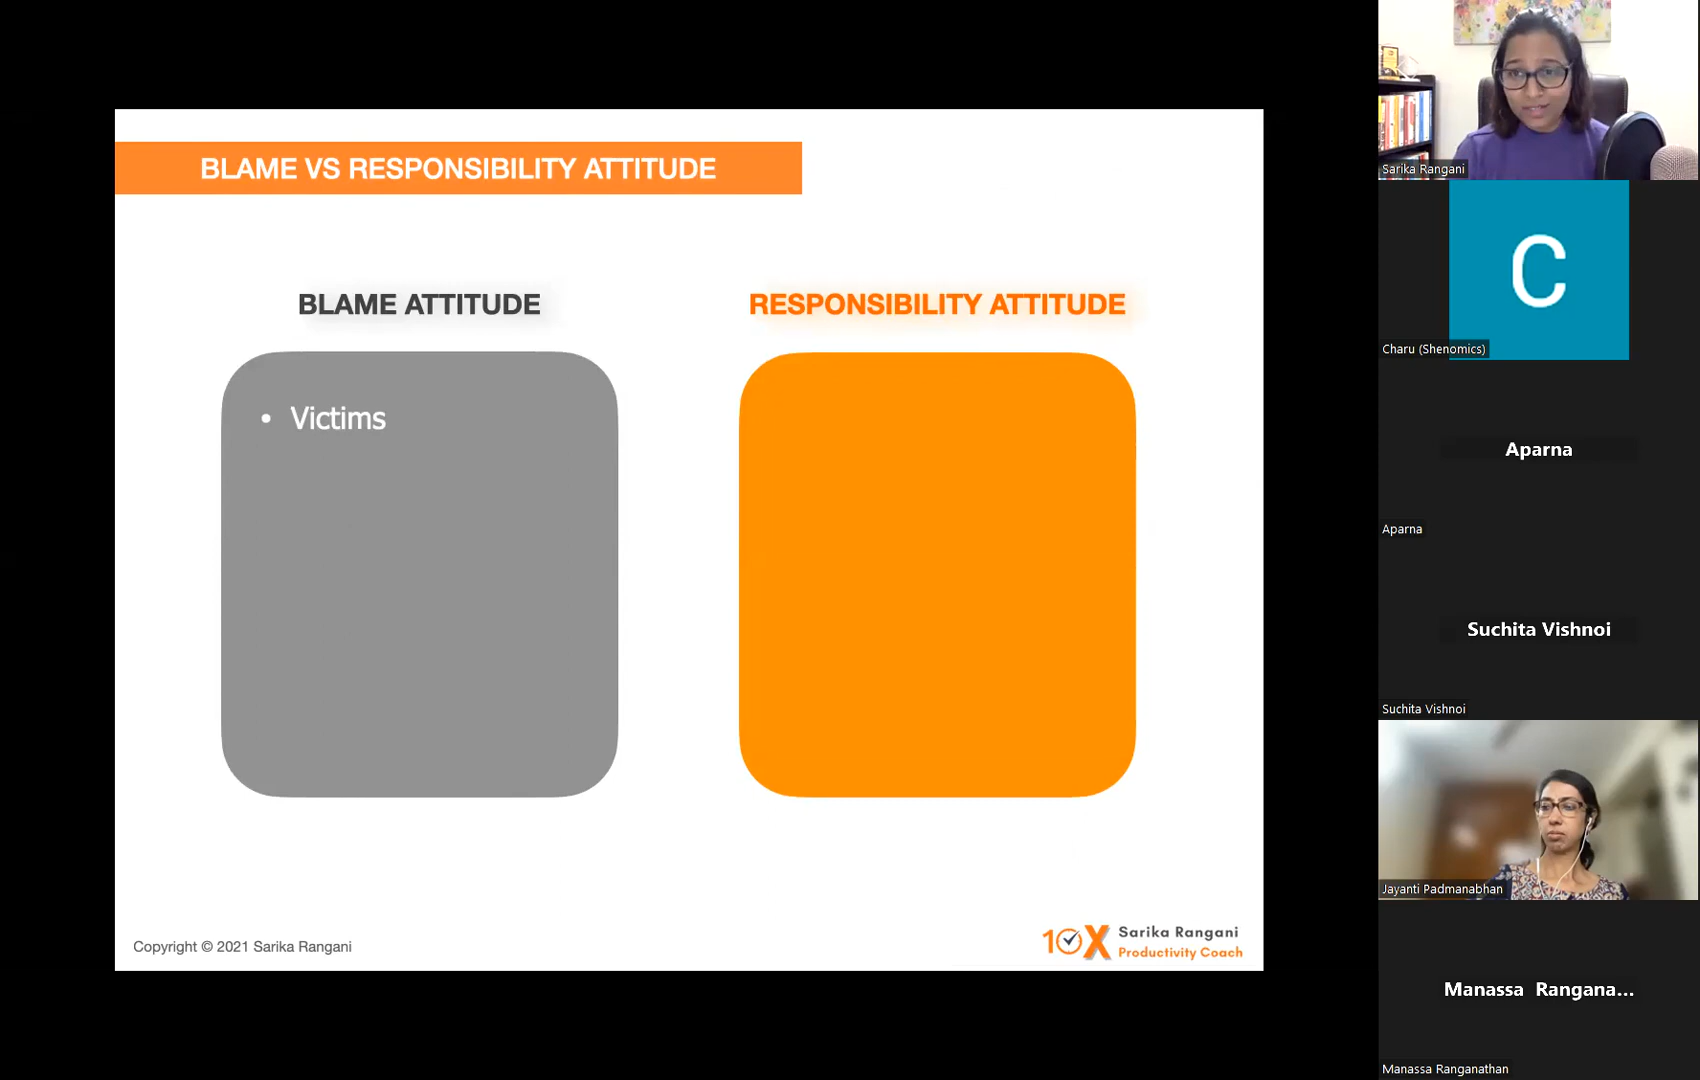 BLAME VS RESPONSIBILITY ATTITUDE
BLAME ATTITUDE
• Victims
RESPONSIBILITY ATTITUDE
Copyright © 2021 Sarika Rangani
10X
Sarika Rangani
Productivity Coach
Sarika Rangani
C
Charu (Shenomics)
Aparna
Aparna
Suchita Vishnoi
Suchita Vishnoi
Jayanti Padmanabhan
Manassa Rangana...
Manassa Ranganathan